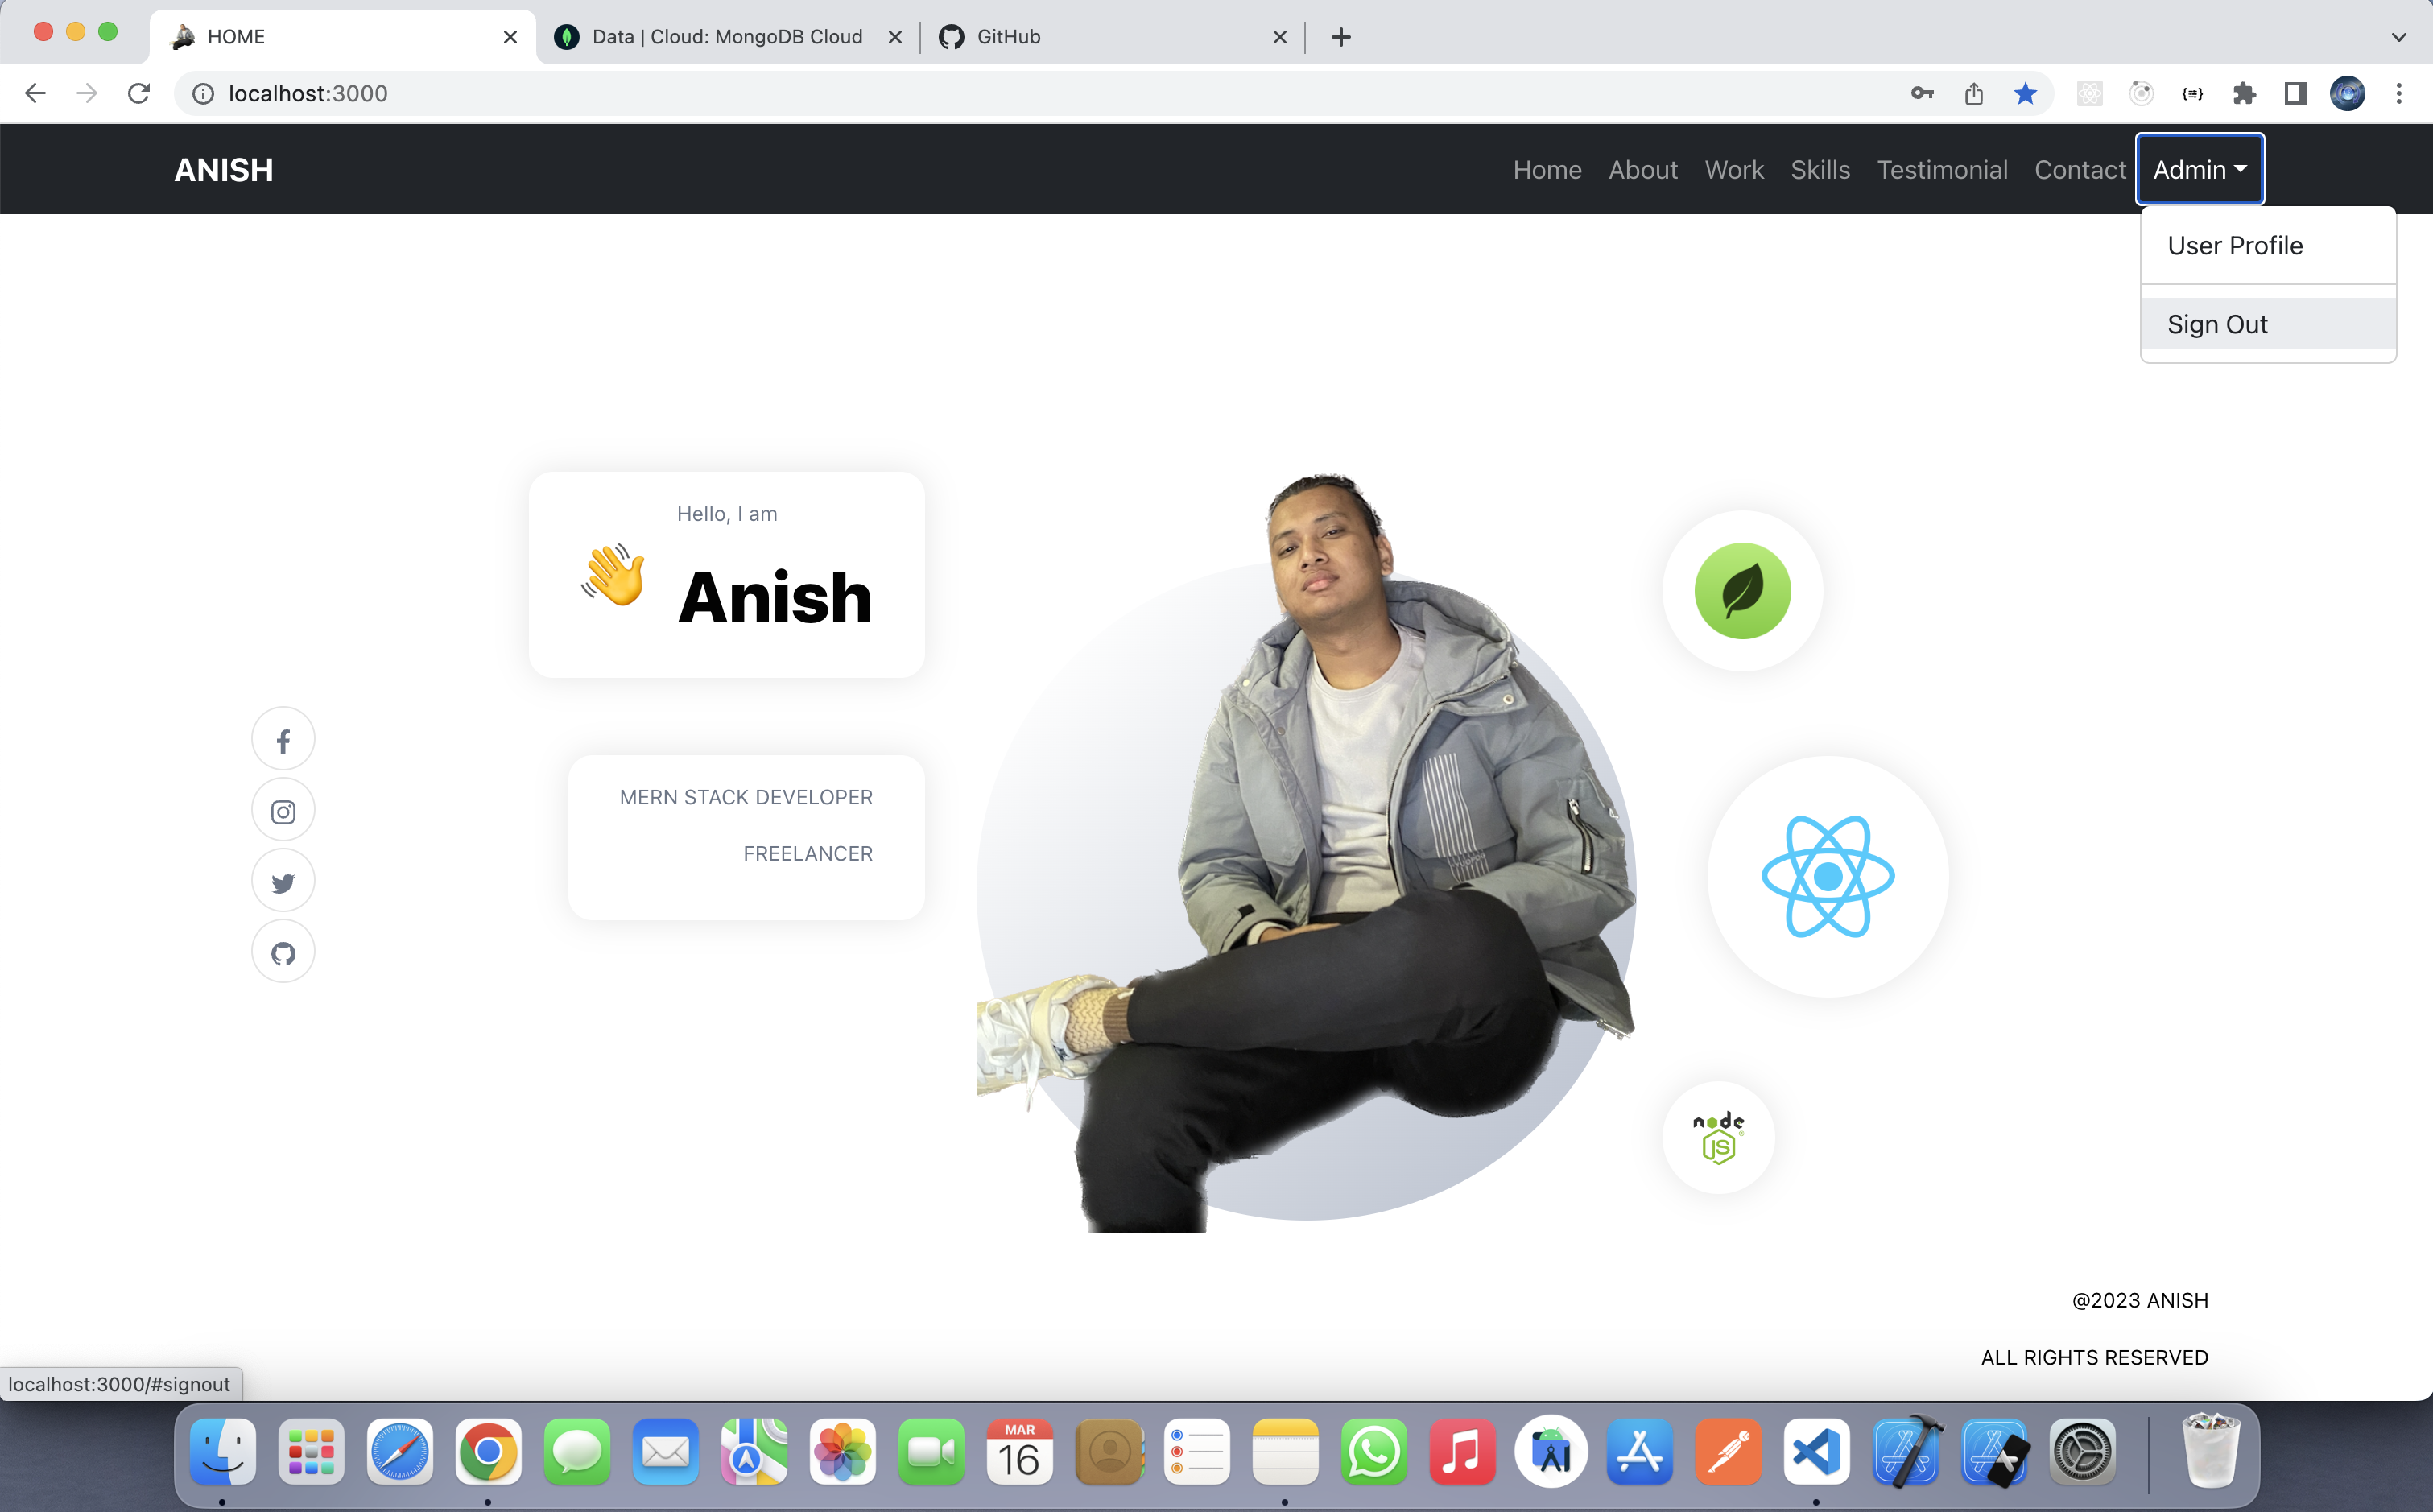 HOME
Data | Cloud: MongoDB Cloud
GitHub
localhost:3000
ANISH
Home
About
Work
Skills
Testimonial
Contact
Admin
User Profile
Sign Out
Hello, I am
Anish
MERN STACK DEVELOPER
FREELANCER
node
JS
@2023 ANISH
ALL RIGHTS RESERVED
localhost:3000/#signout
MAR
16